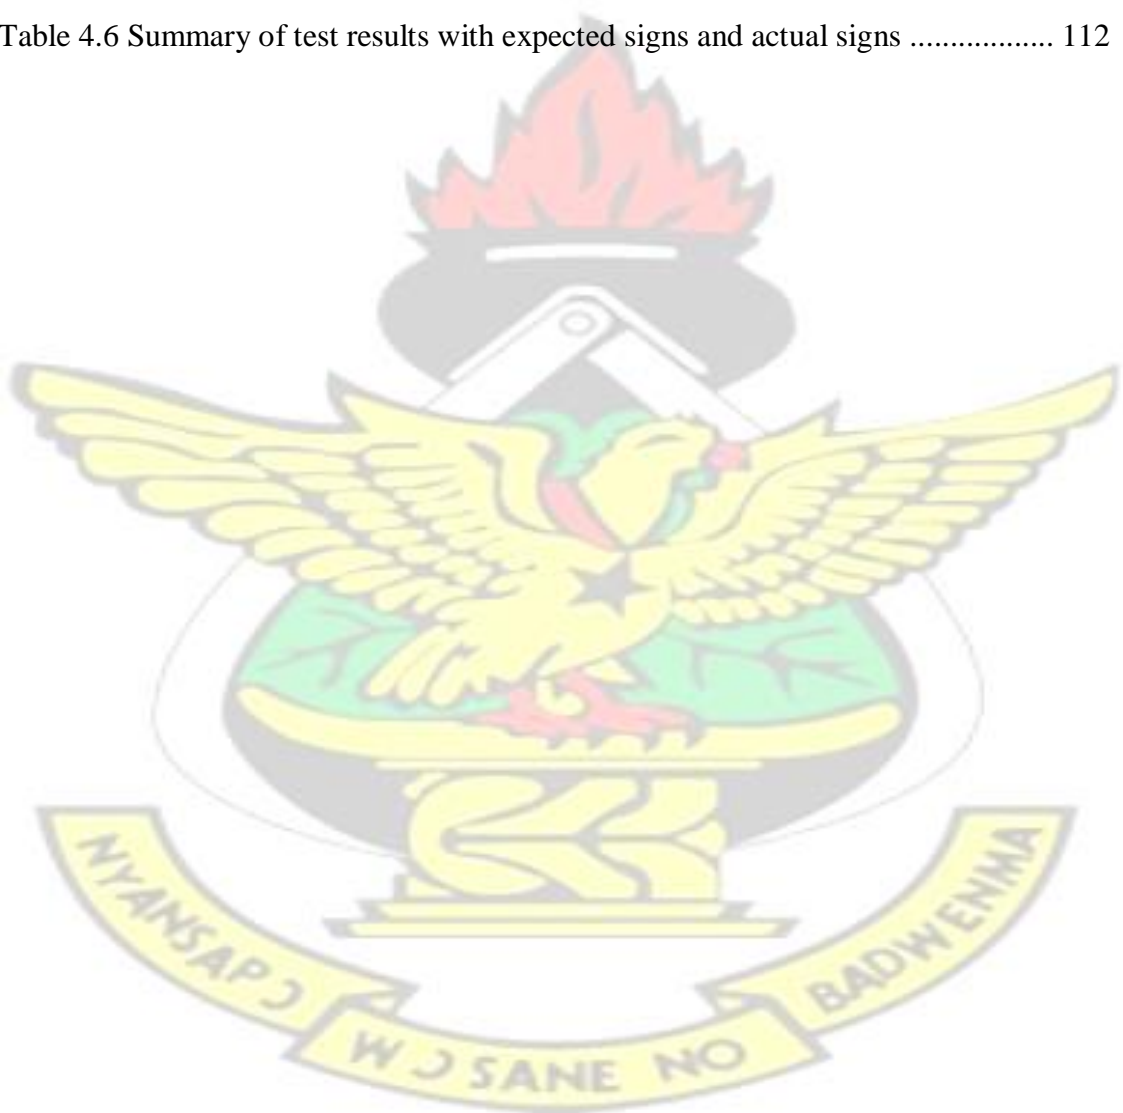 Table 4.6 Summary of test results with expected signs and actual signs .................. 112
NYANSAPƆ
WƆSANE NO
BADWENMA